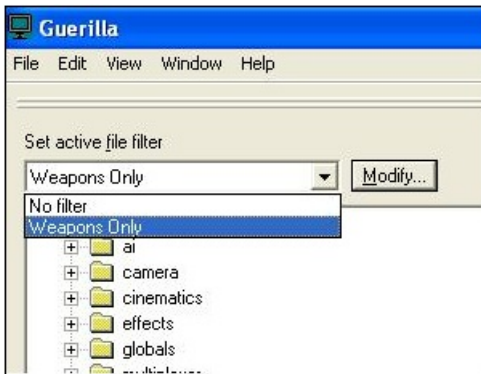 Guerilla
File Edit View Window Help
Set active file filter
Weapons Only
Modify...
No filter
Weapons Only
ai
camera
cinematics
effects
globals